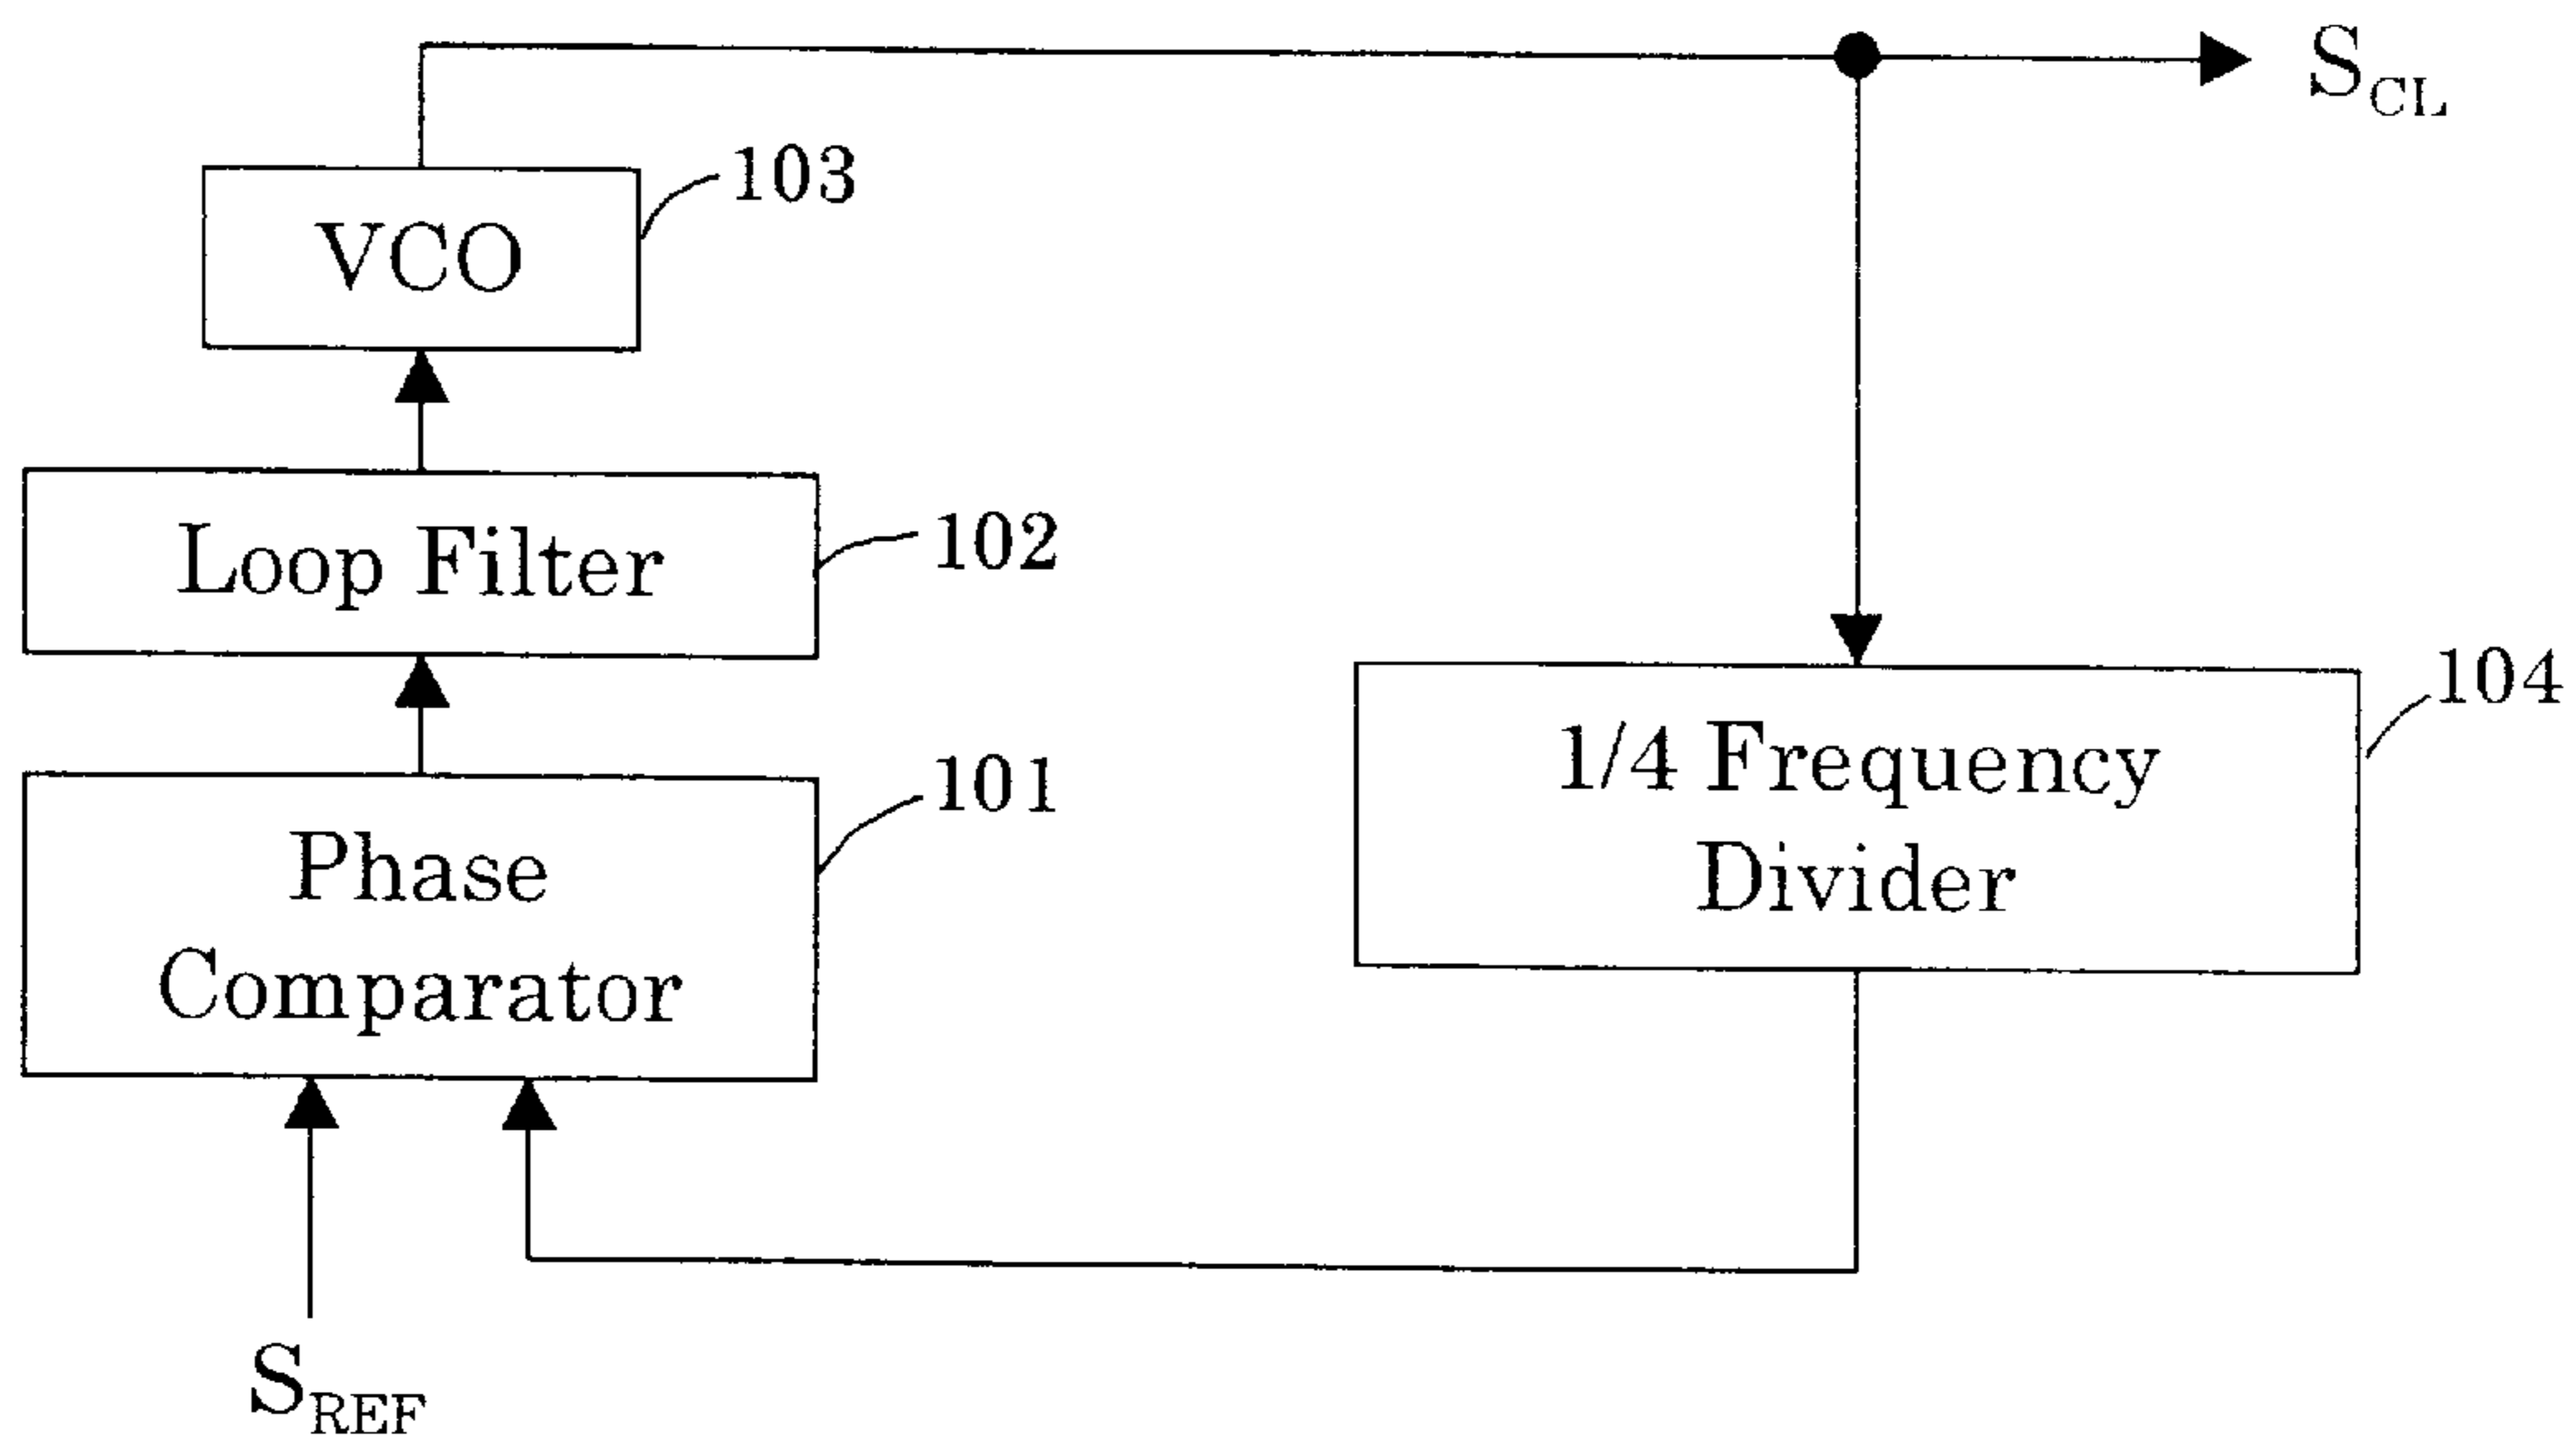 S_CL
103
VCO
102
Loop Filter
104
1/4 Frequency
Divider
101
Phase
Comparator
S_REF